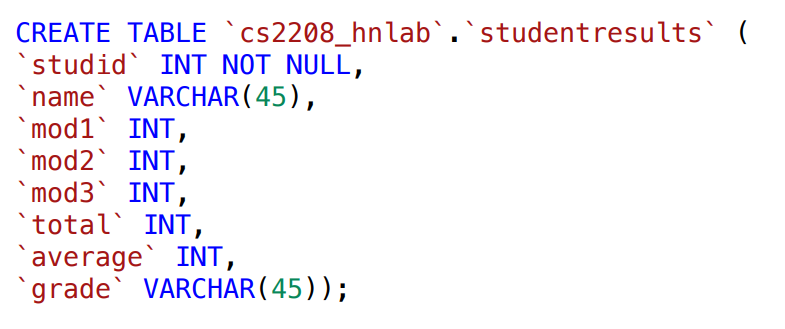 CREATE TABLE `cs2208_hnlab`.`studentresults` (
`studid` INT NOT NULL,
`name` VARCHAR(45),
`mod1` INT,
`mod2` INT,
`mod3` INT,
`total` INT,
`average` INT,
`grade` VARCHAR(45));